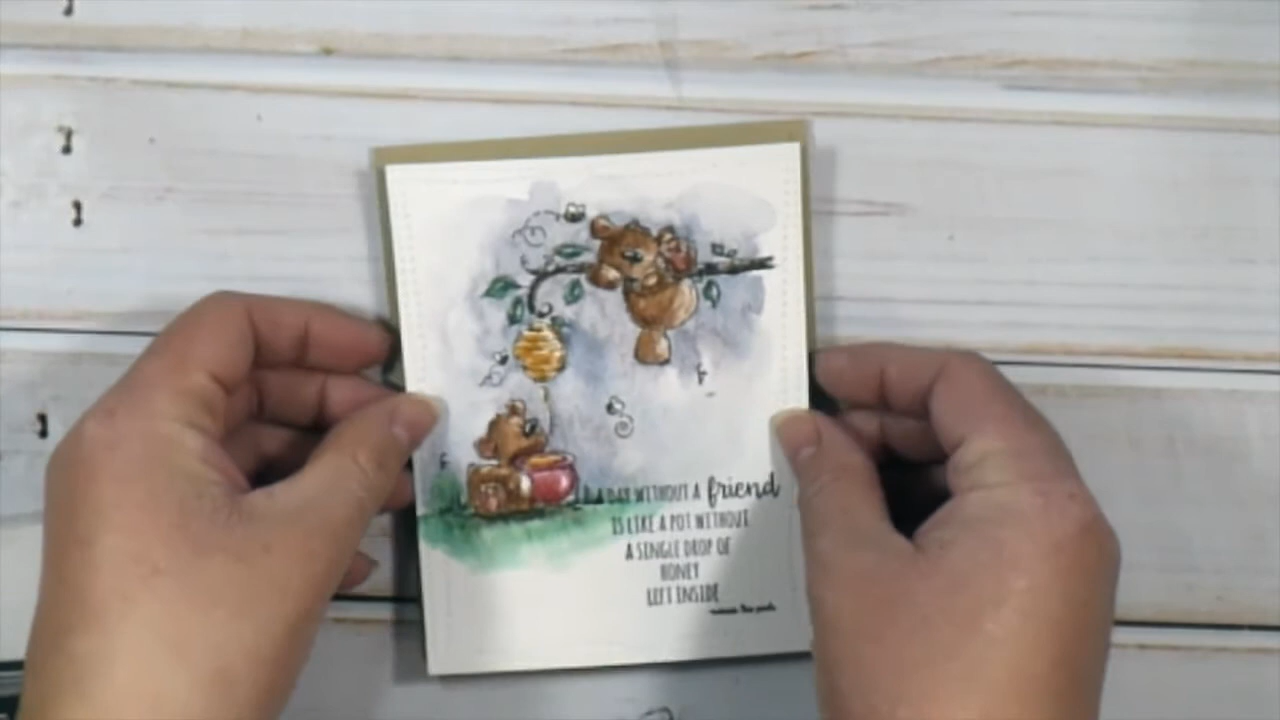 A DAY WITHOUT A friend
IS LIKE A POT WITHOUT
A SINGLE DROP OF
HONEY
LEFT INSIDE